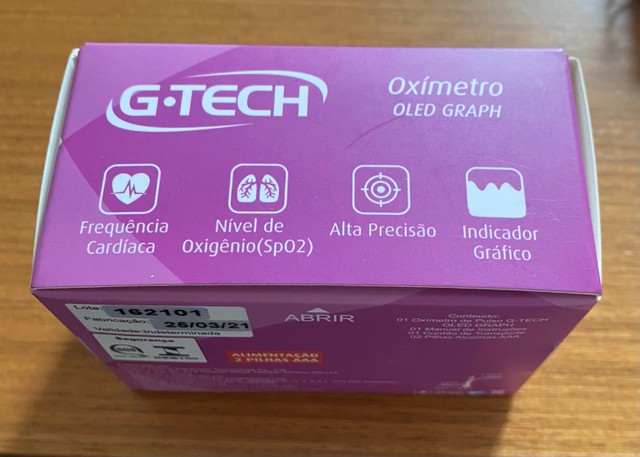 G·TECH
Oxímetro
OLED GRAPH
Frequência
Cardíaca
Nível de
Oxigênio(SpO2)
Alta Precisão
Indicador
Gráfico
Lote: 162101
Fabricação: 26/03/21
Validade Indeterminada
Segurança
INMETRO
ABRIR
ALIMENTAÇÃO
2 PILHAS AAA
Conteúdo:
01 Oxímetro de Pulso G-TECH
OLED GRAPH
01 Manual de Instruções
01 Cordão de Transporte
02 Pilhas Alcalinas AAA